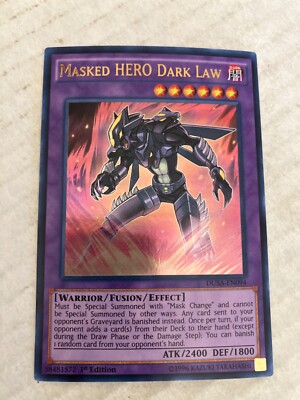 MASKED HERO DARK LAW
DUSA-EN094
[WARRIOR/FUSION/EFFECT]
Must be Special Summoned with "Mask Change" and cannot
be Special Summoned by other ways. Any card sent to your
opponent's Graveyard is banished instead. Once per turn, if your
opponent adds a card(s) from their Deck to their hand (except
during the Draw Phase or the Damage Step): You can banish
1 random card from your opponent's hand.
ATK/2400 DEF/1800
58481572 1st Edition
©1996 KAZUKI TAKAHASHI